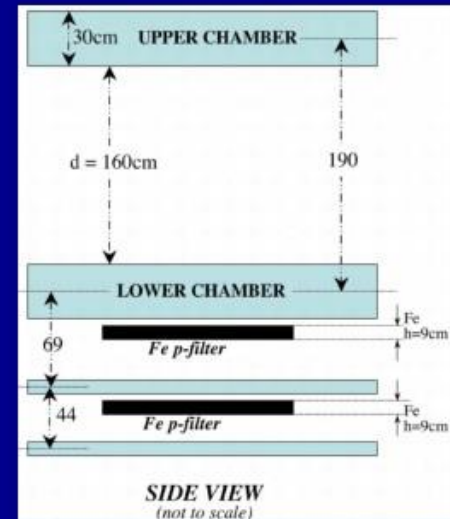 30cm
UPPER CHAMBER
d = 160cm
190
LOWER CHAMBER
69
Fe
h=9cm
Fe p-filter
44
Fe
h=9cm
Fe p-filter
SIDE VIEW
(not to scale)